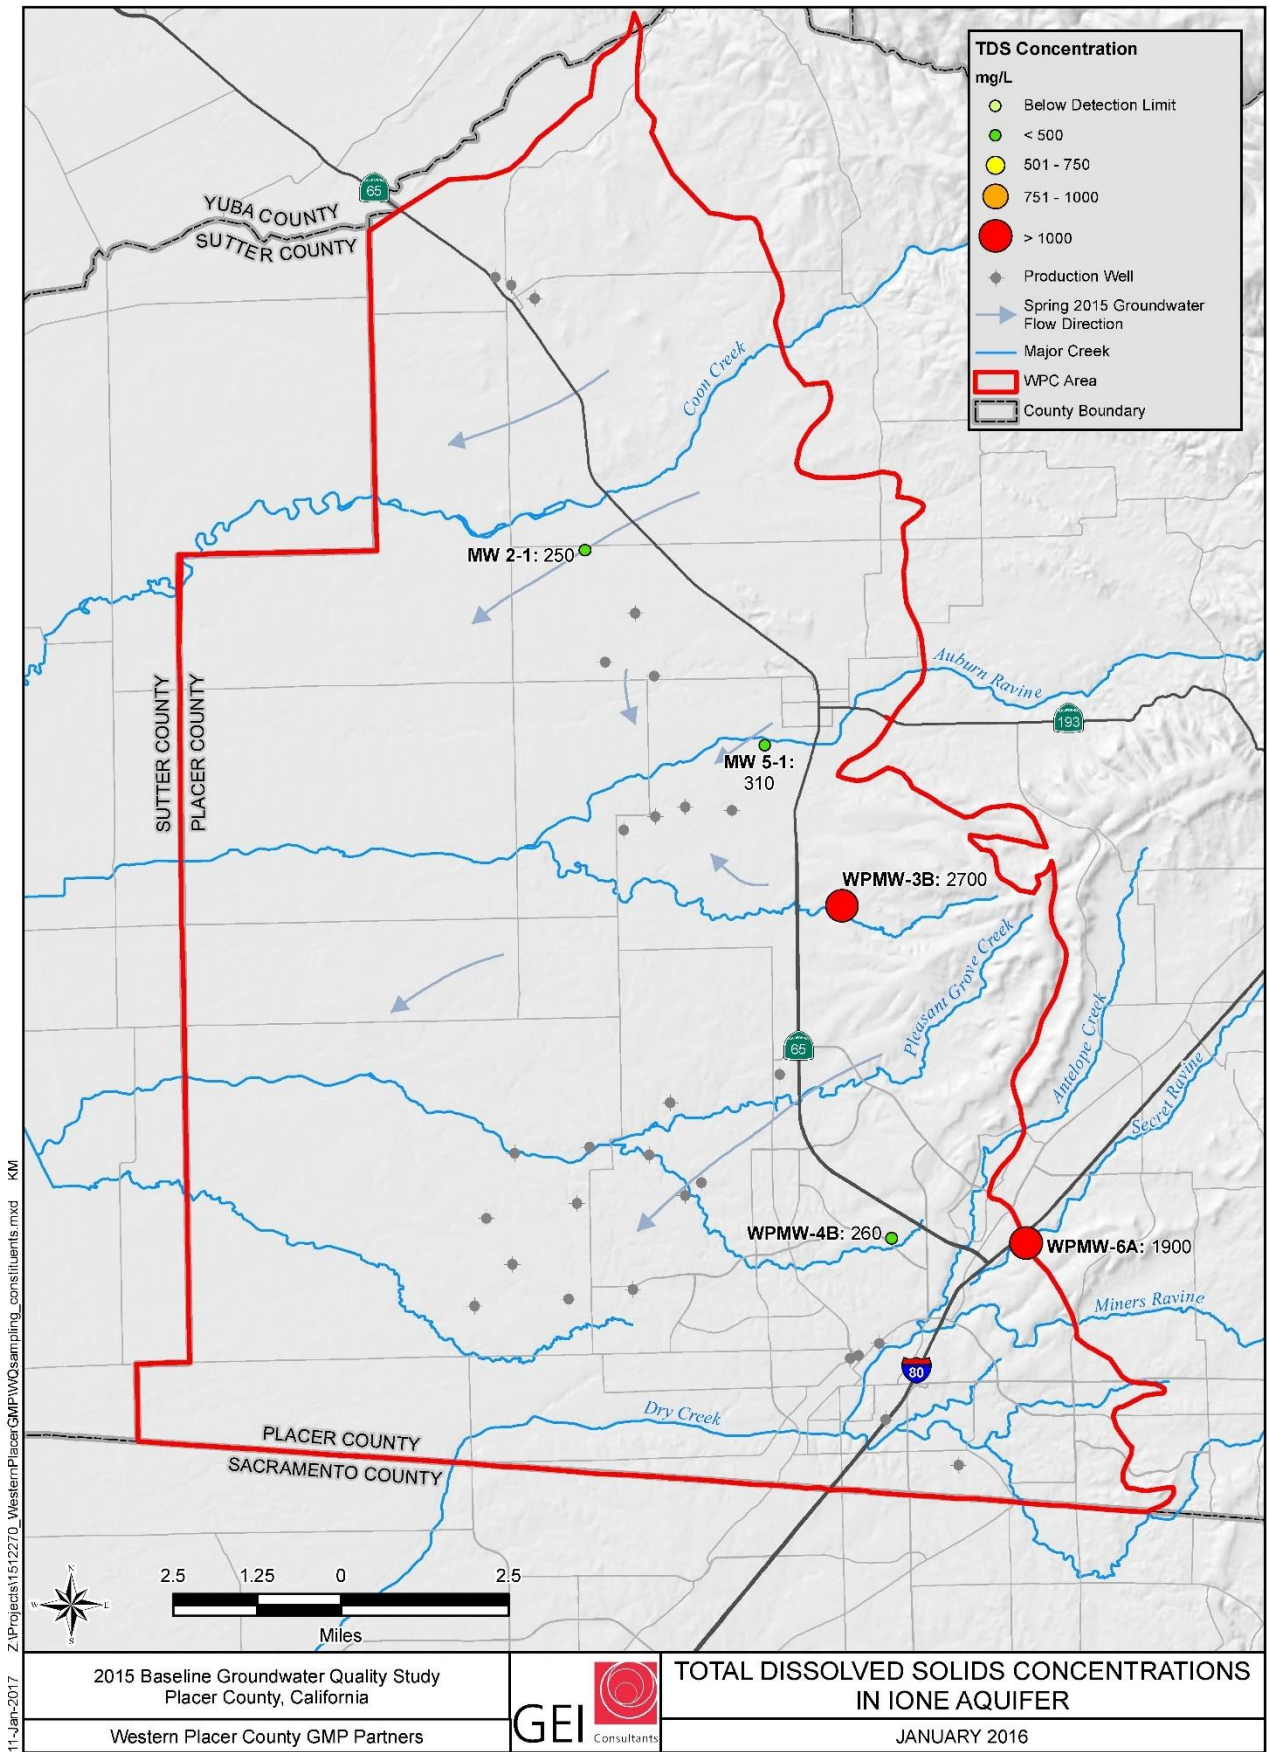 TDS Concentration
mg/L
Below Detection Limit
< 500
501 - 750
751 - 1000
> 1000
Production Well
Spring 2015 Groundwater
Flow Direction
Major Creek
WPC Area
County Boundary
65
YUBA COUNTY
SUTTER COUNTY
Coon Creek
MW 2-1: 250
Auburn Ravine
193
SUTTER COUNTY
PLACER COUNTY
MW 5-1:
310
WPMW-3B: 2700
Pleasant Grove Creek
Antelope Creek
Secret Ravine
65
WPMW-4B: 260
WPMW-6A: 1900
Miners Ravine
80
Dry Creek
PLACER COUNTY
SACRAMENTO COUNTY
N
W E
S
2.5 1.25 0 2.5
Miles
11-Jan-2017 Z:\Projects\1512270_WesternPlacerGMP\WQsampling_constituents.mxd KM
2015 Baseline Groundwater Quality Study
Placer County, California
Western Placer County GMP Partners
GEI Consultants
TOTAL DISSOLVED SOLIDS CONCENTRATIONS
IN IONE AQUIFER
JANUARY 2016